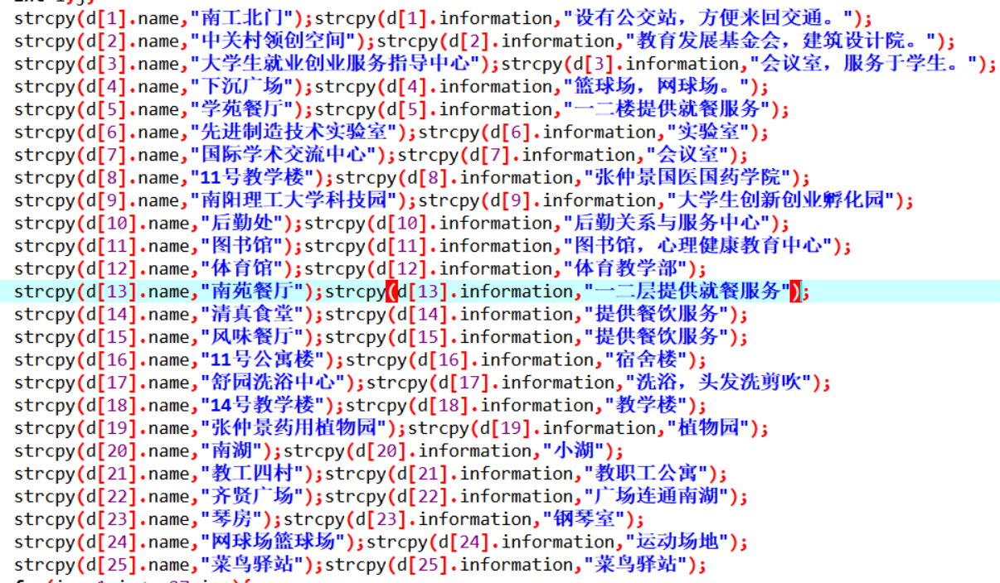 strcpy(d[1].name,"南工北门");strcpy(d[1].information,"设有公交站，方便来回交通。");
strcpy(d[2].name,"中关村领创空间");strcpy(d[2].information,"教育发展基金会，建筑设计院。");
strcpy(d[3].name,"大学生就业创业服务指导中心");strcpy(d[3].information,"会议室，服务于学生。");
strcpy(d[4].name,"下沉广场");strcpy(d[4].information,"篮球场，网球场。");
strcpy(d[5].name,"学苑餐厅");strcpy(d[5].information,"一二楼提供就餐服务");
strcpy(d[6].name,"先进制造技术实验室");strcpy(d[6].information,"实验室");
strcpy(d[7].name,"国际学术交流中心");strcpy(d[7].information,"会议室");
strcpy(d[8].name,"11号教学楼");strcpy(d[8].information,"张仲景国医国药学院");
strcpy(d[9].name,"南阳理工大学科技园");strcpy(d[9].information,"大学生创新创业孵化园");
strcpy(d[10].name,"后勤处");strcpy(d[10].information,"后勤关系与服务中心");
strcpy(d[11].name,"图书馆");strcpy(d[11].information,"图书馆，心理健康教育中心");
strcpy(d[12].name,"体育馆");strcpy(d[12].information,"体育教学部");
strcpy(d[13].name,"南苑餐厅");strcpy(d[13].information,"一二层提供就餐服务");
strcpy(d[14].name,"清真食堂");strcpy(d[14].information,"提供餐饮服务");
strcpy(d[15].name,"风味餐厅");strcpy(d[15].information,"提供餐饮服务");
strcpy(d[16].name,"11号公寓楼");strcpy(d[16].information,"宿舍楼");
strcpy(d[17].name,"舒园洗浴中心");strcpy(d[17].information,"洗浴，头发洗剪吹");
strcpy(d[18].name,"14号教学楼");strcpy(d[18].information,"教学楼");
strcpy(d[19].name,"张仲景药用植物园");strcpy(d[19].information,"植物园");
strcpy(d[20].name,"南湖");strcpy(d[20].information,"小湖");
strcpy(d[21].name,"教工四村");strcpy(d[21].information,"教职工公寓");
strcpy(d[22].name,"齐贤广场");strcpy(d[22].information,"广场连通南湖");
strcpy(d[23].name,"琴房");strcpy(d[23].information,"钢琴室");
strcpy(d[24].name,"网球场篮球场");strcpy(d[24].information,"运动场地");
strcpy(d[25].name,"菜鸟驿站");strcpy(d[25].information,"菜鸟驿站");